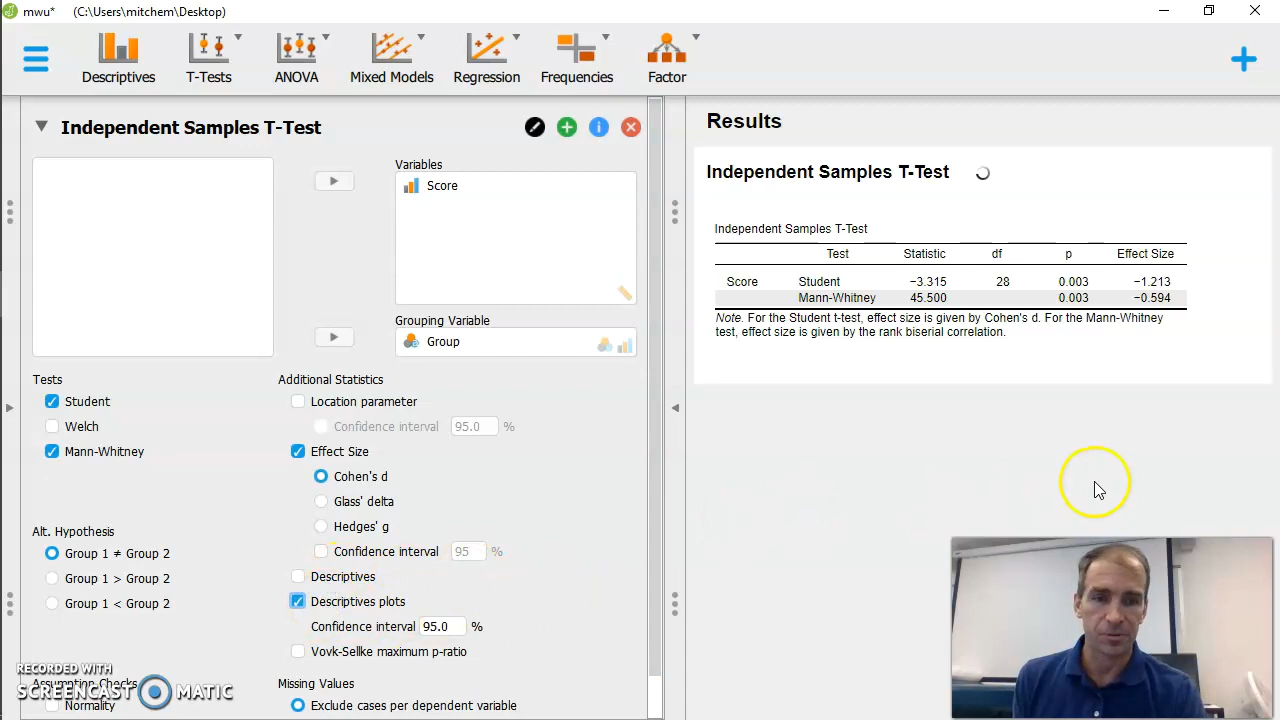 mwu* (C:\Users\mitchem\Desktop)
Descriptives
T-Tests
ANOVA
Mixed Models
Regression
Frequencies
Factor
Independent Samples T-Test
Variables
Score
Grouping Variable
Group
Tests
Student
Welch
Mann-Whitney
Alt. Hypothesis
Group 1 ≠ Group 2
Group 1 > Group 2
Group 1 < Group 2
Assumption Checks
Normality
Additional Statistics
Location parameter
Confidence interval 95.0 %
Effect Size
Cohen's d
Glass' delta
Hedges' g
Confidence interval 95 %
Descriptives
Descriptives plots
Confidence interval 95.0 %
Vovk-Sellke maximum p-ratio
Missing Values
Exclude cases per dependent variable
Results
Independent Samples T-Test
Independent Samples T-Test
Test Statistic df p Effect Size
Score Student −3.315 28 0.003 −1.213
Mann-Whitney 45.500 0.003 −0.594
Note. For the Student t-test, effect size is given by Cohen's d. For the Mann-Whitney
test, effect size is given by the rank biserial correlation.
RECORDED WITH
SCREENCAST MATIC